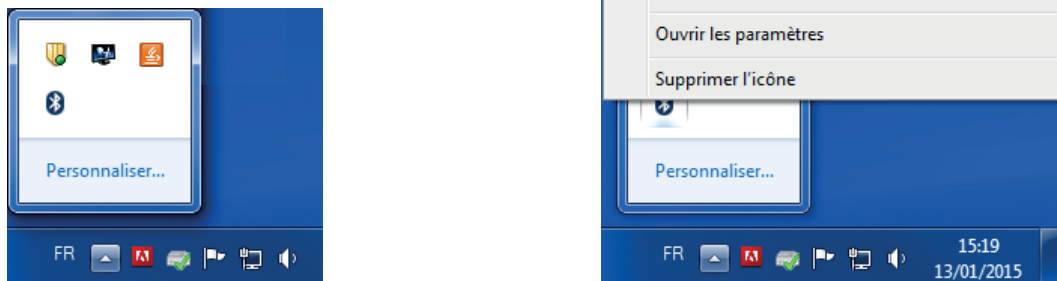 Personnaliser...
FR
Ouvrir les paramètres
Supprimer l'icône
Personnaliser...
FR
15:19
13/01/2015